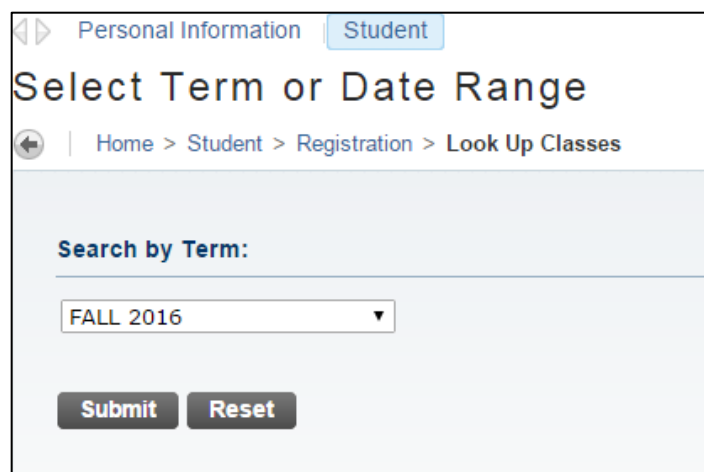 Personal Information | Student
Select Term or Date Range
Home > Student > Registration > Look Up Classes
Search by Term:
FALL 2016
Submit Reset